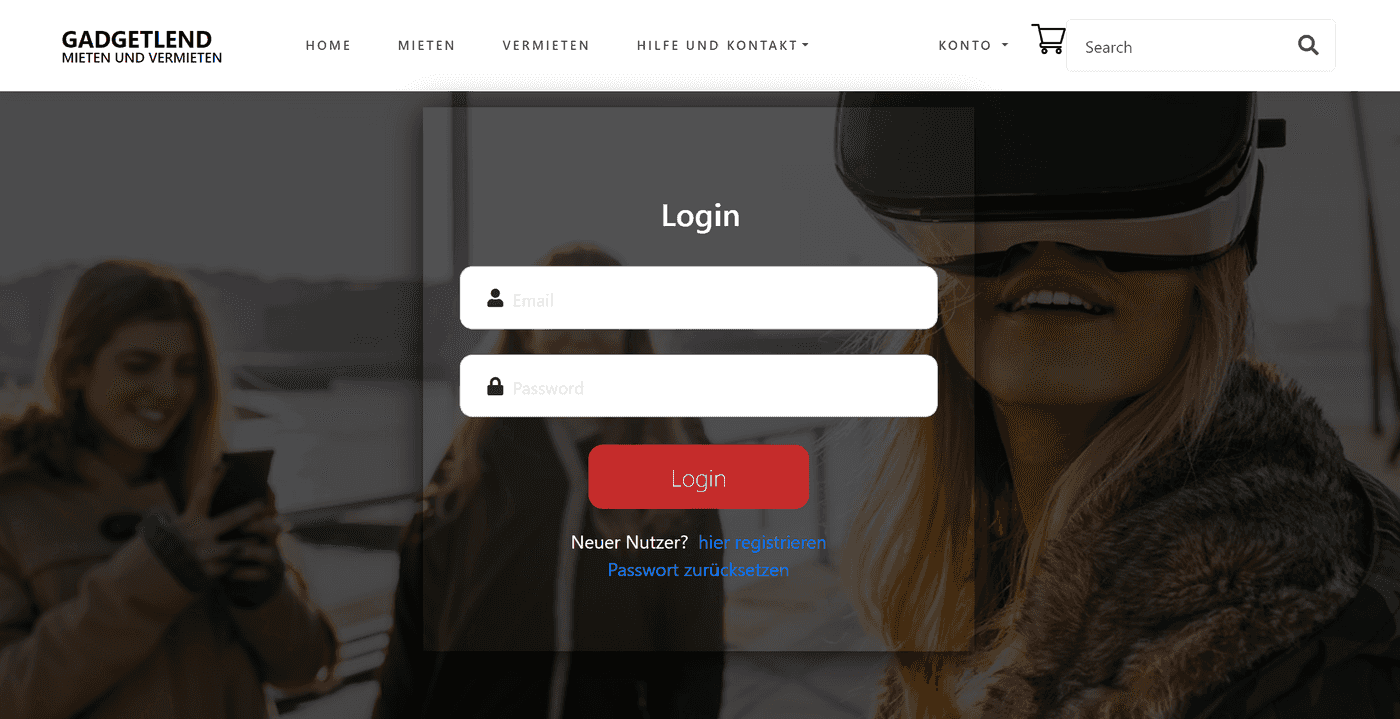 GADGETLEND
MIETEN UND VERMIETEN
HOME MIETEN VERMIETEN HILFE UND KONTAKT KONTO Search
Login
Email
Password
Login
Neuer Nutzer? hier registrieren
Passwort zurücksetzen